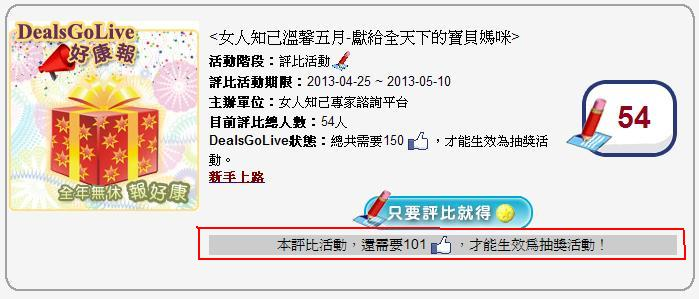 DealsGoLive
好康報
全年無休 報好康
<女人知己溫馨五月-獻給全天下的寶貝媽咪>
活動階段：評比活動
評比活動期限：2013-04-25 ~ 2013-05-10
主辦單位：女人知己專家諮詢平台
目前評比總人數：54人
DealsGoLive狀態：總共需要150 ，才能生效為抽獎活
動。
新手上路
54
只要評比就得
本評比活動，還需要101 ，才能生效為抽獎活動！